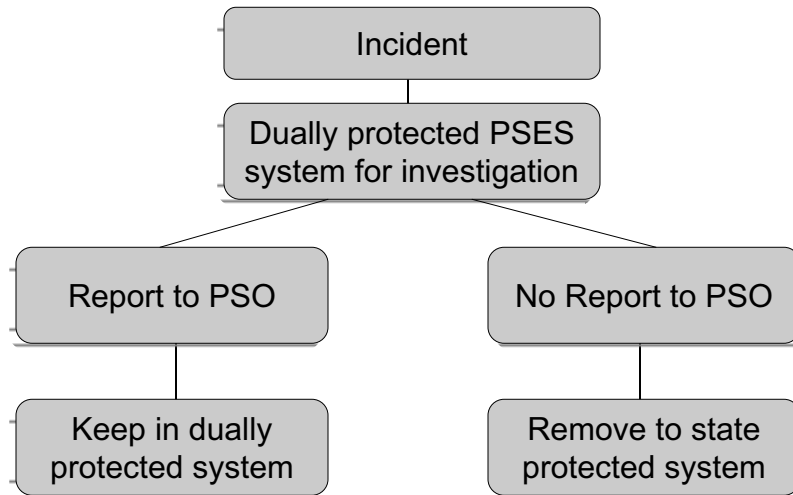 Incident
Dually protected PSES
system for investigation
Report to PSO
No Report to PSO
Keep in dually
protected system
Remove to state
protected system